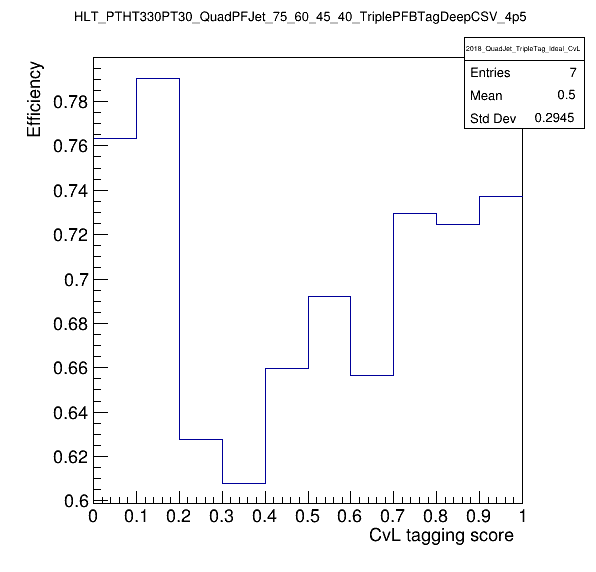 HLT_PTHT330PT30_QuadPFJet_75_60_45_40_TriplePFBTagDeepCSV_4p5
2018_QuadJet_TripleTag_Ideal_CvL
Entries 7
Mean 0.5
Std Dev 0.2945
Efficiency
0.78
0.76
0.74
0.72
0.7
0.68
0.66
0.64
0.62
0.6
0 0.1 0.2 0.3 0.4 0.5 0.6 0.7 0.8 0.9 1
CvL tagging score